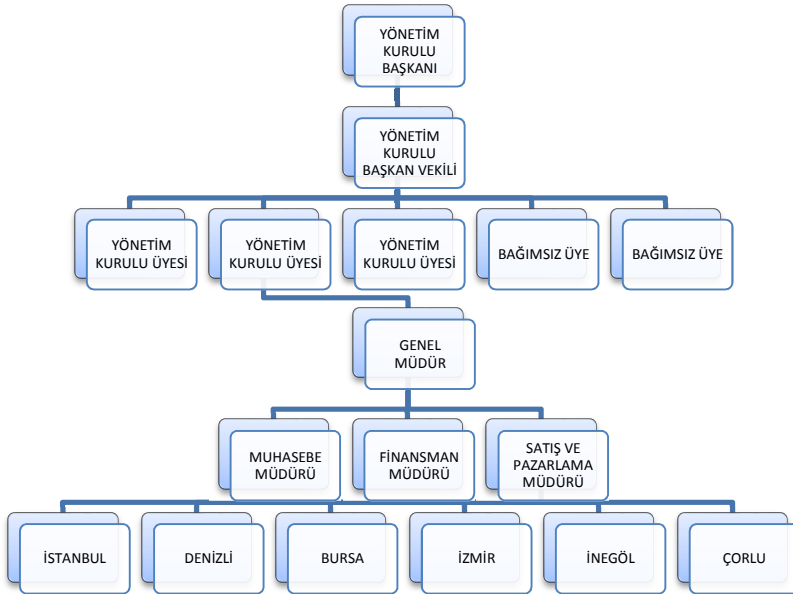 YÖNETİM
KURULU
BAŞKANI
YÖNETİM
KURULU
BAŞKAN VEKİLİ
YÖNETİM
KURULU ÜYESİ
YÖNETİM
KURULU ÜYESİ
YÖNETİM
KURULU ÜYESİ
BAĞIMSIZ ÜYE
BAĞIMSIZ ÜYE
GENEL
MÜDÜR
MUHASEBE
MÜDÜRÜ
FİNANSMAN
MÜDÜRÜ
SATIŞ VE
PAZARLAMA
MÜDÜRÜ
İSTANBUL
DENİZLİ
BURSA
İZMİR
İNEGÖL
ÇORLU